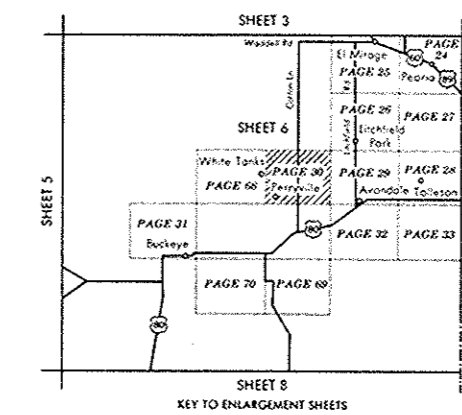 SHEET 3
Waddell Rd
El Mirage
PAGE 24
60
PAGE 25
Peoria
89
Cotton Ln
Litchfield Rd
PAGE 26
PAGE 27
Litchfield Park
SHEET 6
SHEET 5
White Tanks
PAGE 30
PAGE 28
PAGE 68
PAGE 29
Tolleson
Perryville
Avondale
PAGE 31
80
PAGE 32
PAGE 33
Buckeye
PAGE 70
PAGE 69
80
SHEET 8
KEY TO ENLARGEMENT SHEETS